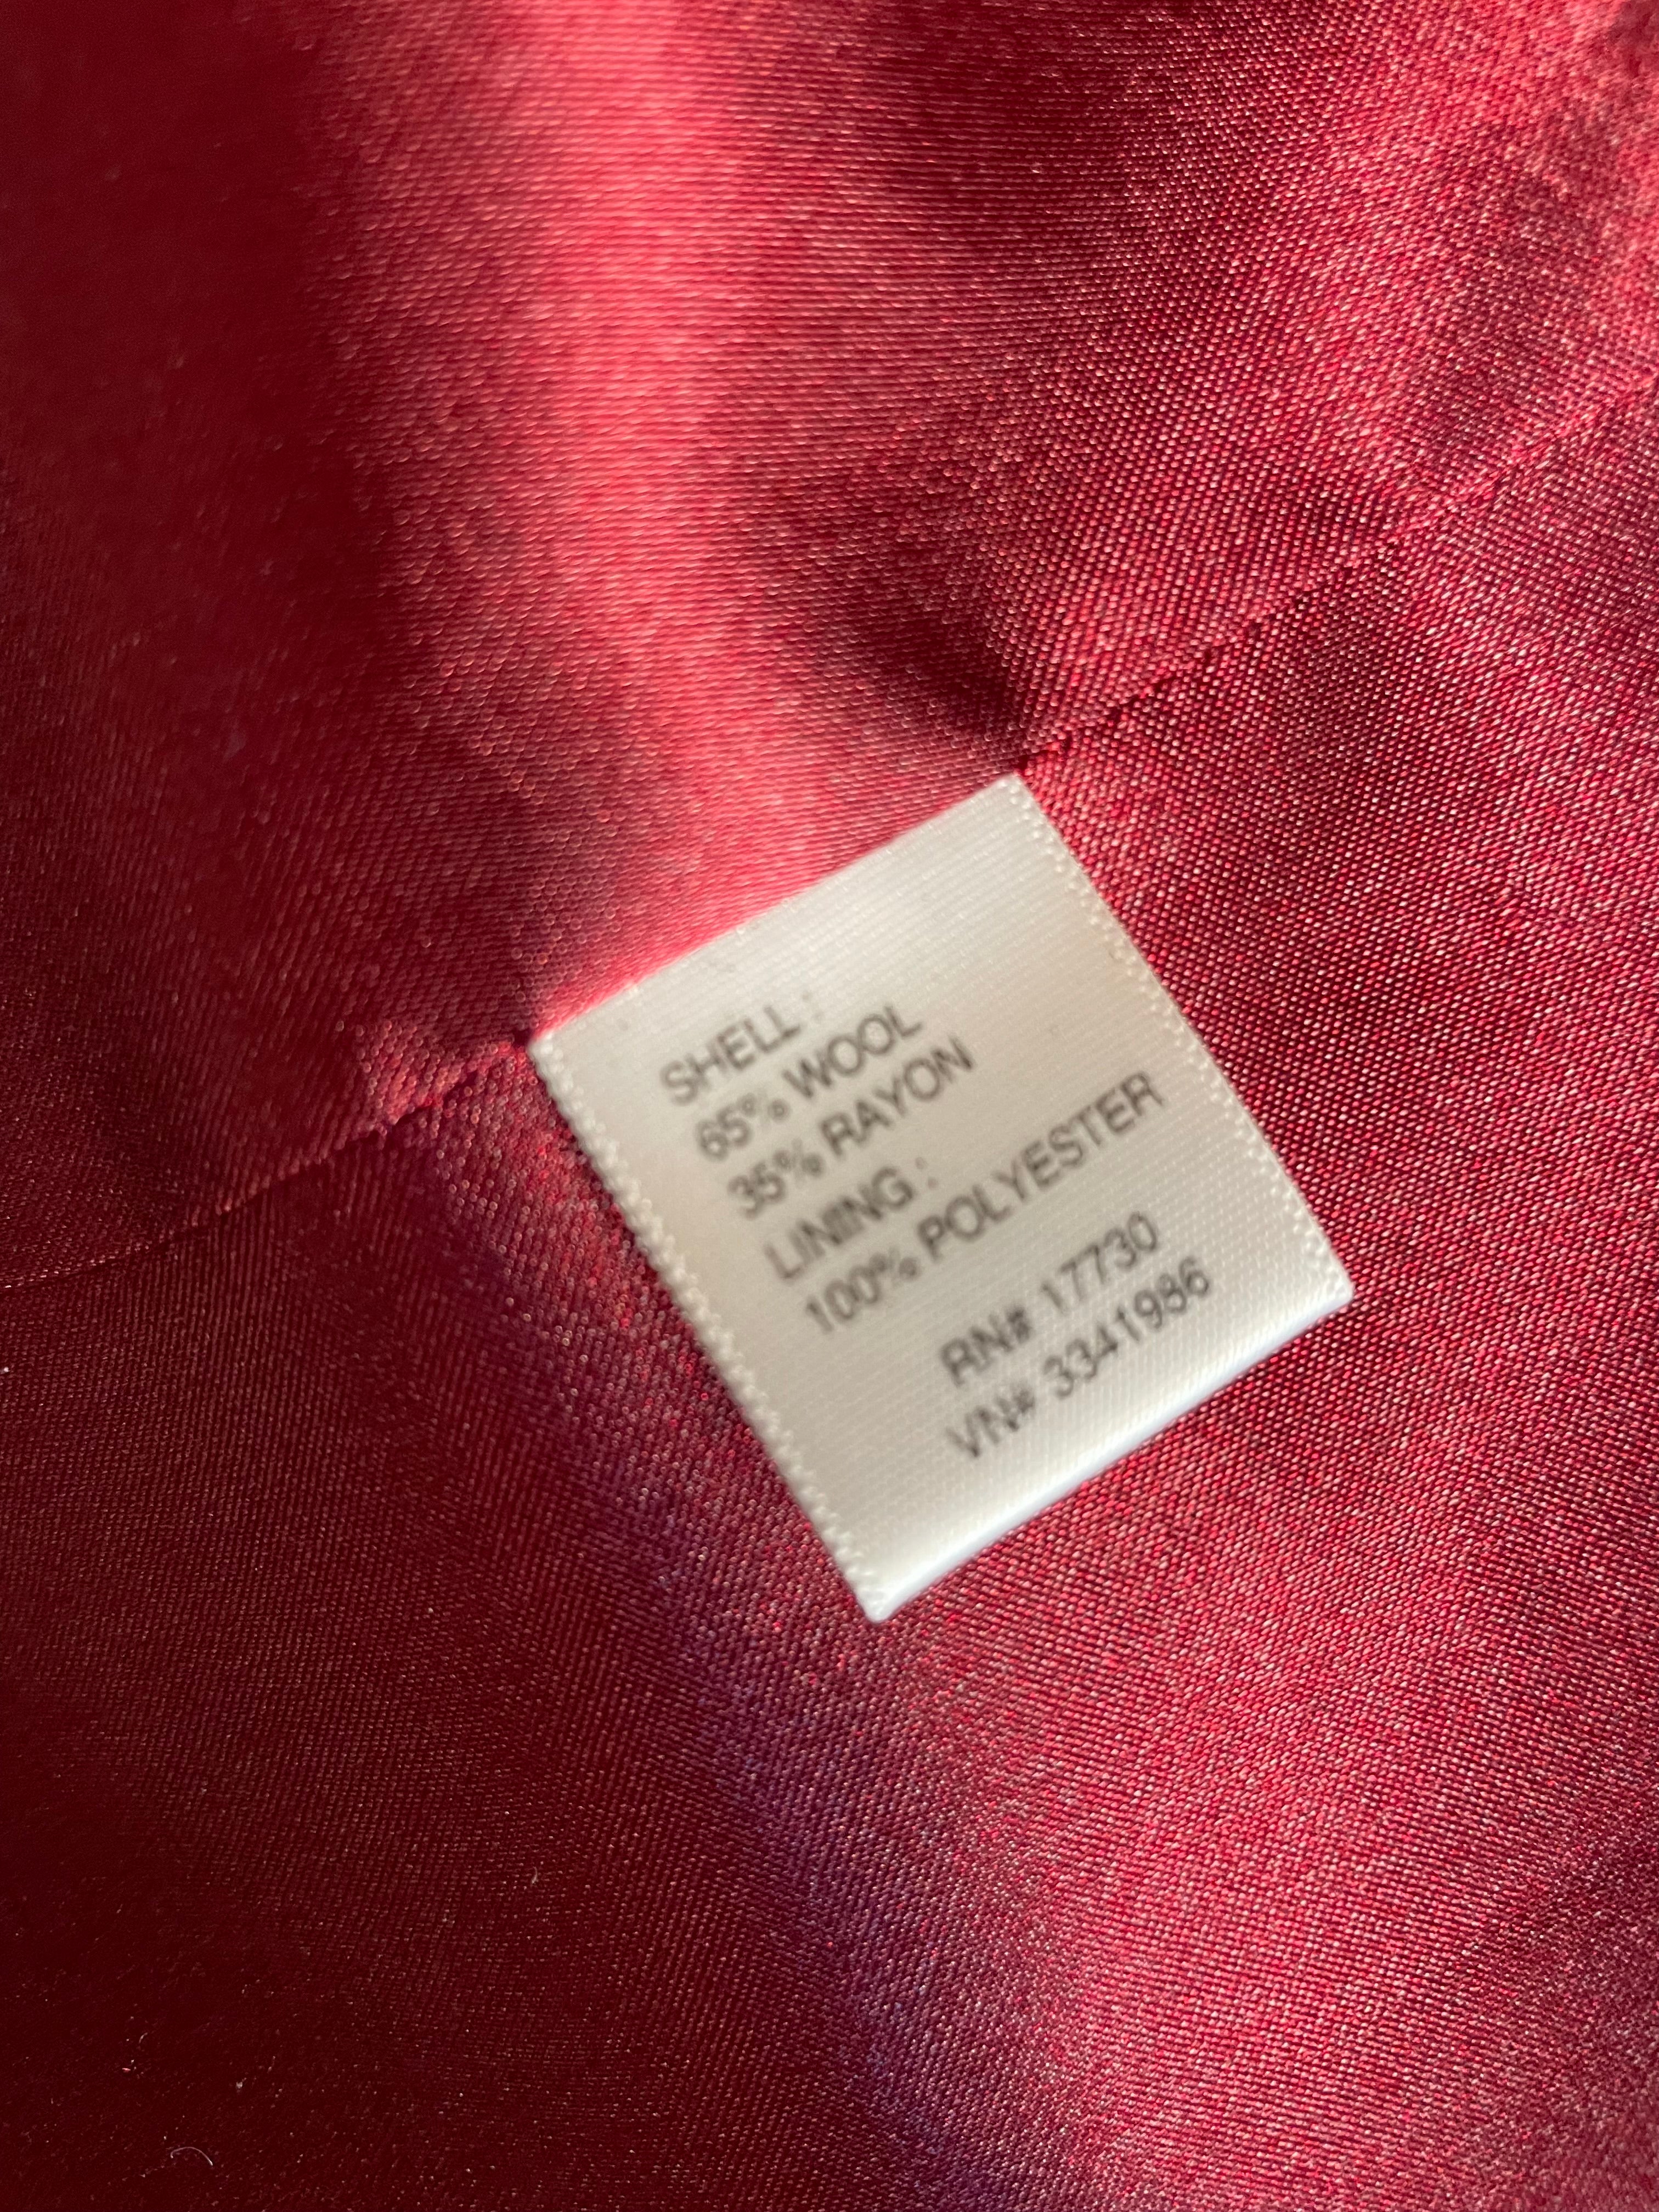 SHELL :
65% WOOL
35% RAYON
LINING :
100% POLYESTER
RN# 17730
VN# 3341986